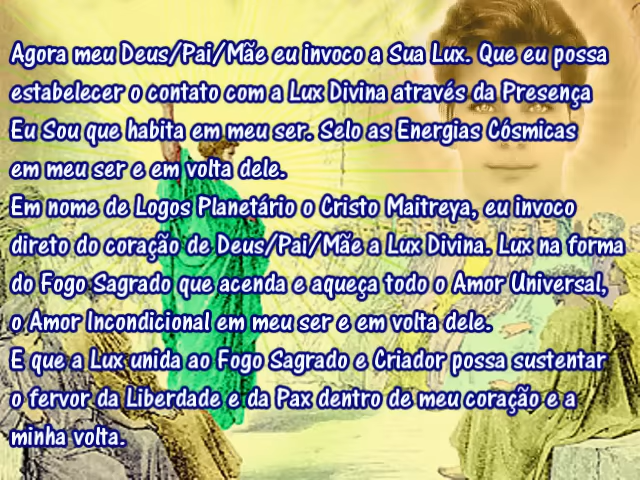 Agora meu Deus/Pai/Mãe eu invoco a Sua Lux. Que eu possa
estabelecer o contato com a Lux Divina através da Presença
Eu Sou que habita em meu ser. Selo as Energias Cósmicas
em meu ser e em volta dele.
Em nome de Logos Planetário o Cristo Maitreya, eu invoco
direto do coração de Deus/Pai/Mãe a Lux Divina. Lux na forma
do Fogo Sagrado que acenda e aqueça todo o Amor Universal,
o Amor Incondicional em meu ser e em volta dele.
E que a Lux unida ao Fogo Sagrado e Criador possa sustentar
o fervor da Liberdade e da Pax dentro de meu coração e a
minha volta.